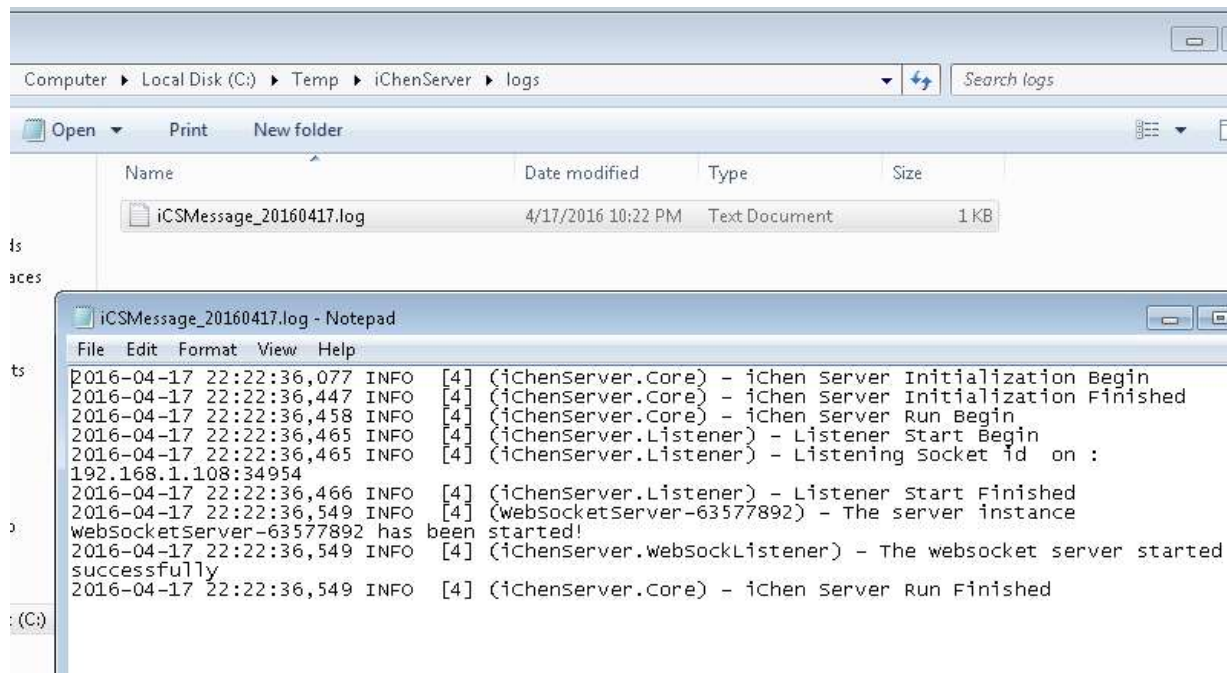 Computer ▸ Local Disk (C:) ▸ Temp ▸ iChenServer ▸ logs
Search logs
Open Print New folder
Name Date modified Type Size
iCSMessage_20160417.log 4/17/2016 10:22 PM Text Document 1 KB
ds
aces
iCSMessage_20160417.log - Notepad
File Edit Format View Help
ts
2016-04-17 22:22:36,077 INFO [4] (iChenServer.Core) - iChen Server Initialization Begin
2016-04-17 22:22:36,447 INFO [4] (iChenServer.Core) - iChen Server Initialization Finished
2016-04-17 22:22:36,458 INFO [4] (iChenServer.Core) - iChen Server Run Begin
2016-04-17 22:22:36,465 INFO [4] (iChenServer.Listener) - Listener Start Begin
2016-04-17 22:22:36,465 INFO [4] (iChenServer.Listener) - Listening Socket id on :
192.168.1.108:34954
2016-04-17 22:22:36,466 INFO [4] (iChenServer.Listener) - Listener Start Finished
2016-04-17 22:22:36,549 INFO [4] (WebSocketServer-63577892) - The server instance
WebSocketServer-63577892 has been started!
2016-04-17 22:22:36,549 INFO [4] (iChenServer.WebSockListener) - The websocket server started
successfully
2016-04-17 22:22:36,549 INFO [4] (iChenServer.Core) - iChen Server Run Finished
(C:)